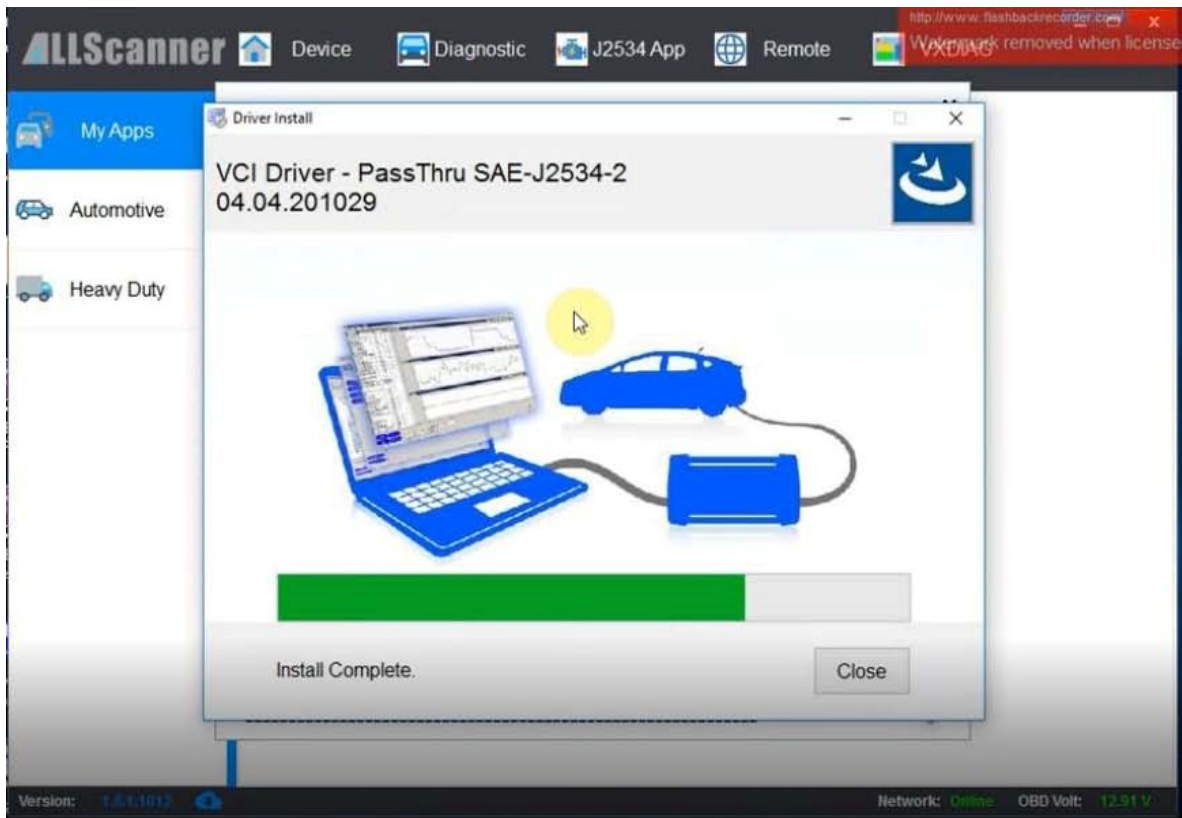 http://www.flashbackrecorder.com/
Watermark removed when license
ALLScanner
Device
Diagnostic
J2534 App
Remote
VXDIAG
My Apps
Automotive
Heavy Duty
Driver Install
VCI Driver - PassThru SAE-J2534-2
04.04.201029
Install Complete.
Close
Version:
Network: Online
OBD Volt: 12.91 V